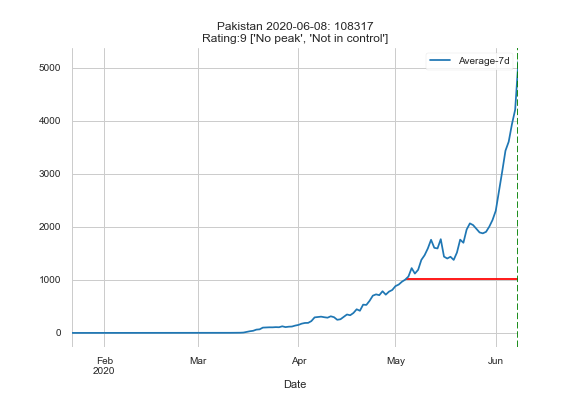 Pakistan 2020-06-08: 108317
Rating:9 ['No peak', 'Not in control']
Average-7d
5000
4000
3000
2000
1000
0
Feb
2020
Mar
Apr
May
Jun
Date